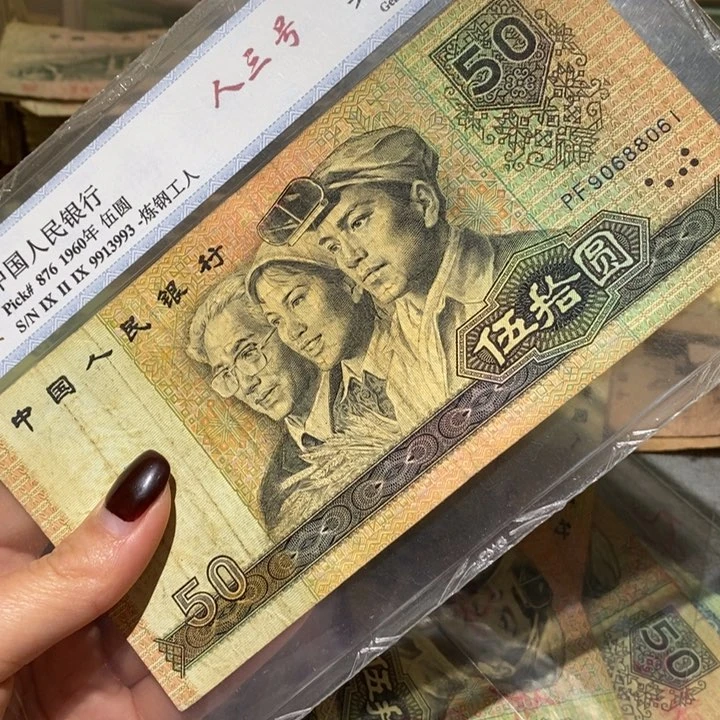 人三号
中国人民银行
Pick# 876 1960年 伍圆
S/N IX II IX 9913993 -炼钢工人
50
PF90688061
中国人民银行
伍拾圆
50
50